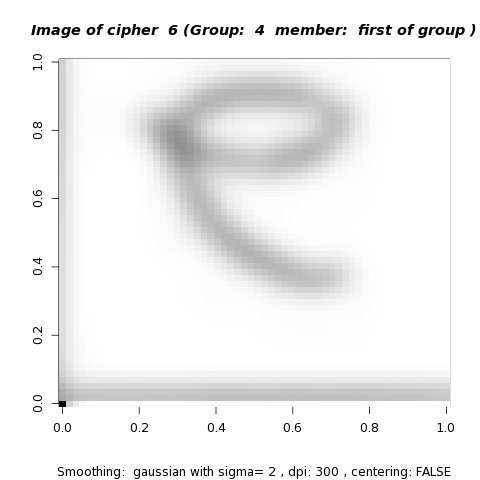 Image of cipher 6 (Group: 4 member: first of group )
1.0
0.8
0.6
0.4
0.2
0.0
0.0 0.2 0.4 0.6 0.8 1.0
Smoothing: gaussian with sigma= 2 , dpi: 300 , centering: FALSE